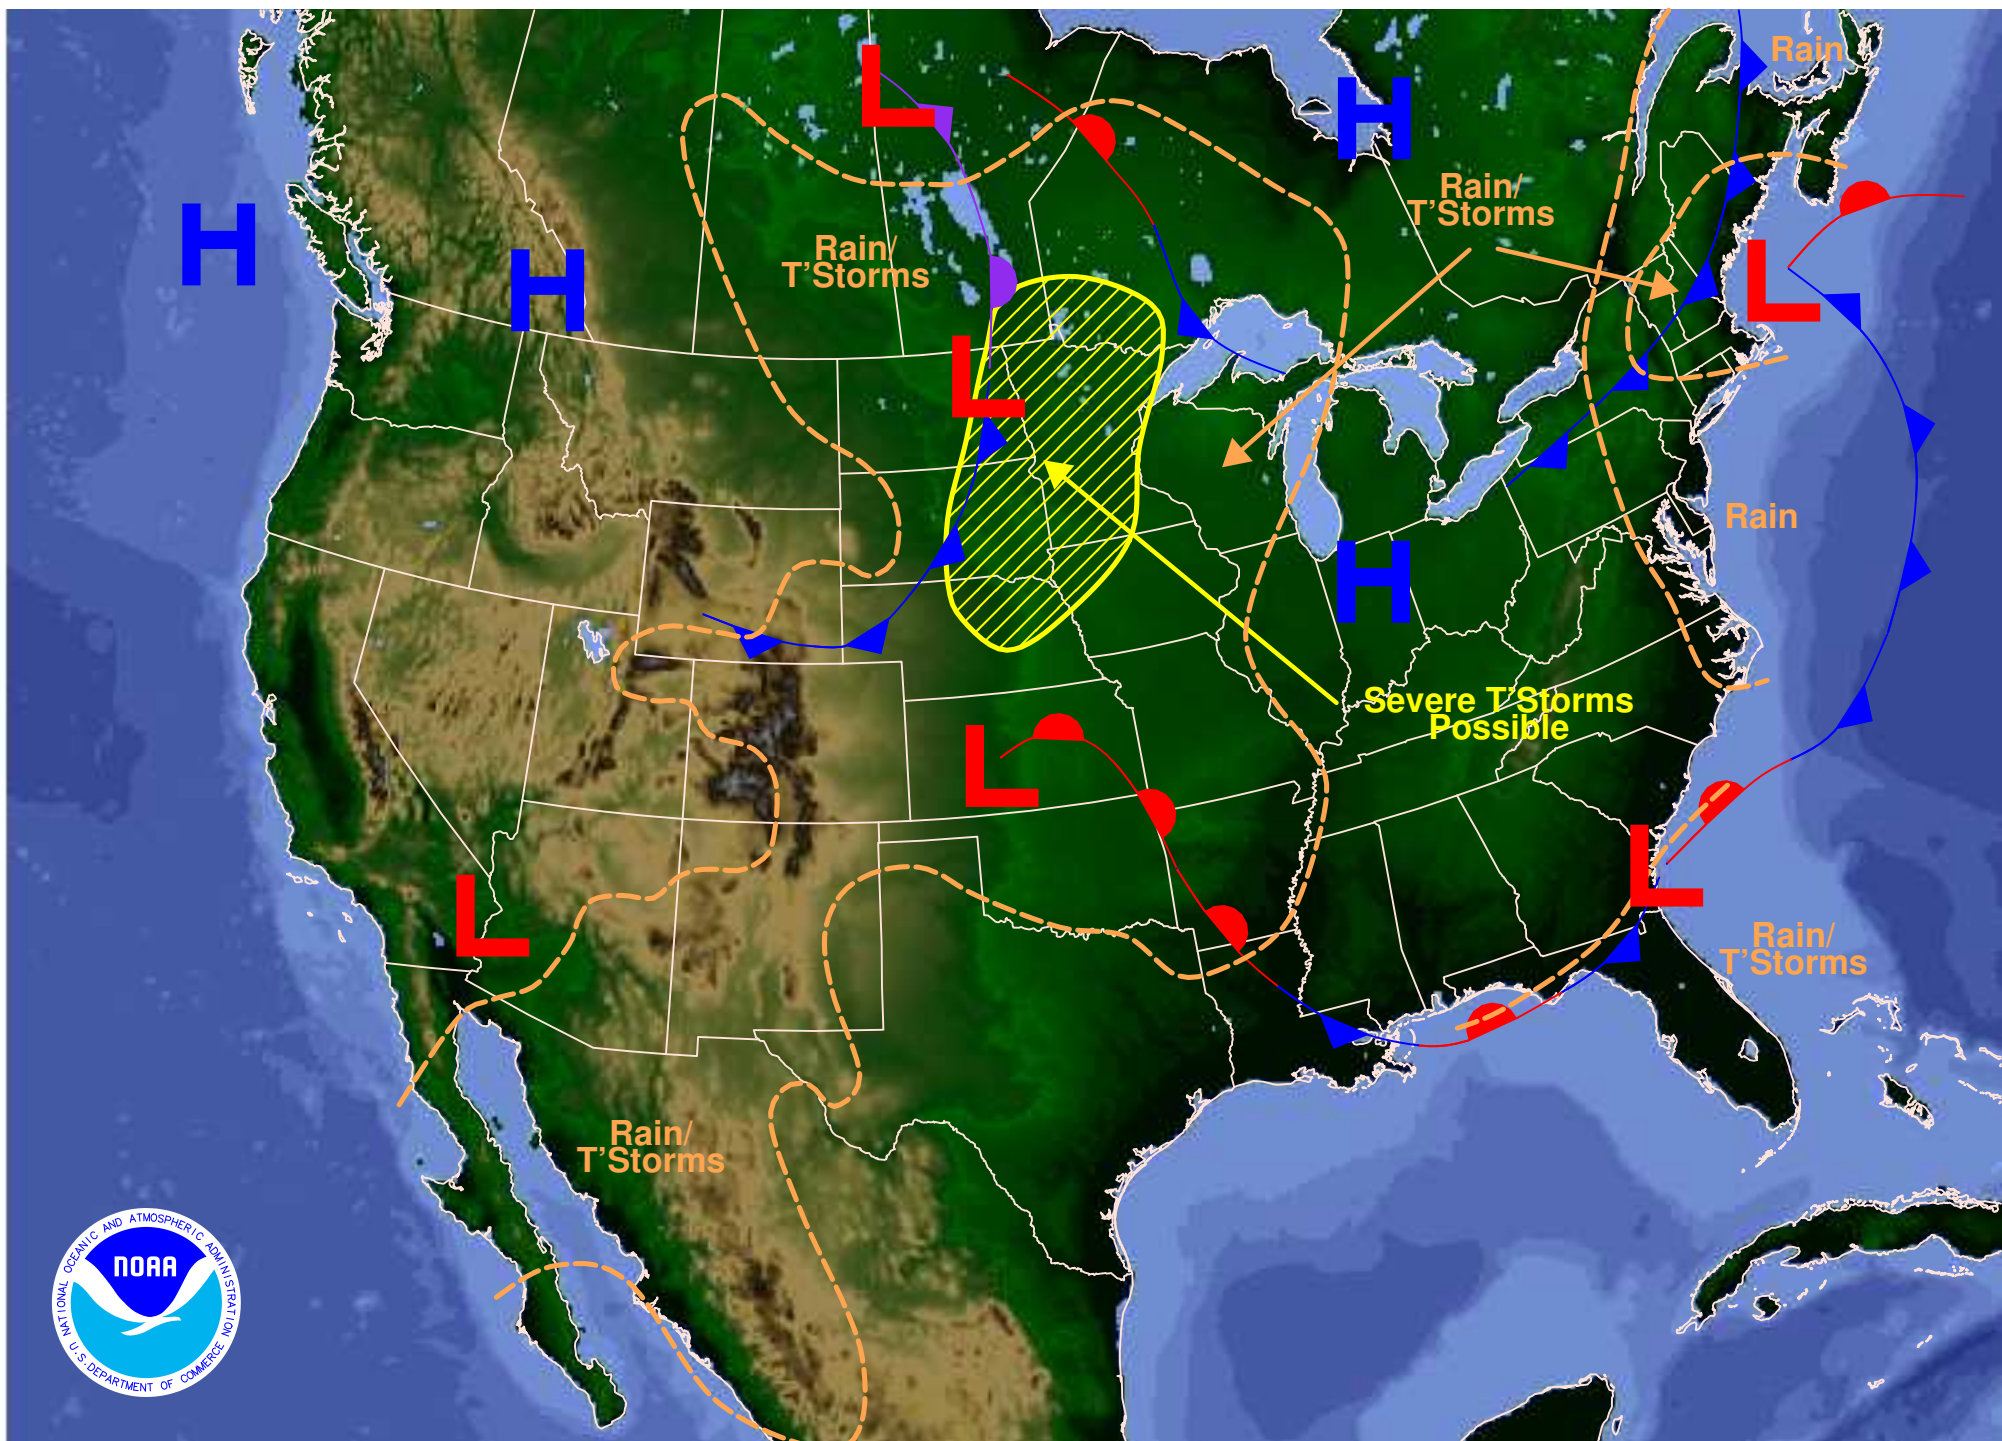 Rain
H
L
Rain/
T'Storms
H
Rain/
T'Storms
H
L
L
Rain
H
Severe T'Storms
Possible
L
L
L
Rain/
T'Storms
Rain/
T'Storms
NATIONAL OCEANIC AND ATMOSPHERIC ADMINISTRATION
NOAA
U.S. DEPARTMENT OF COMMERCE